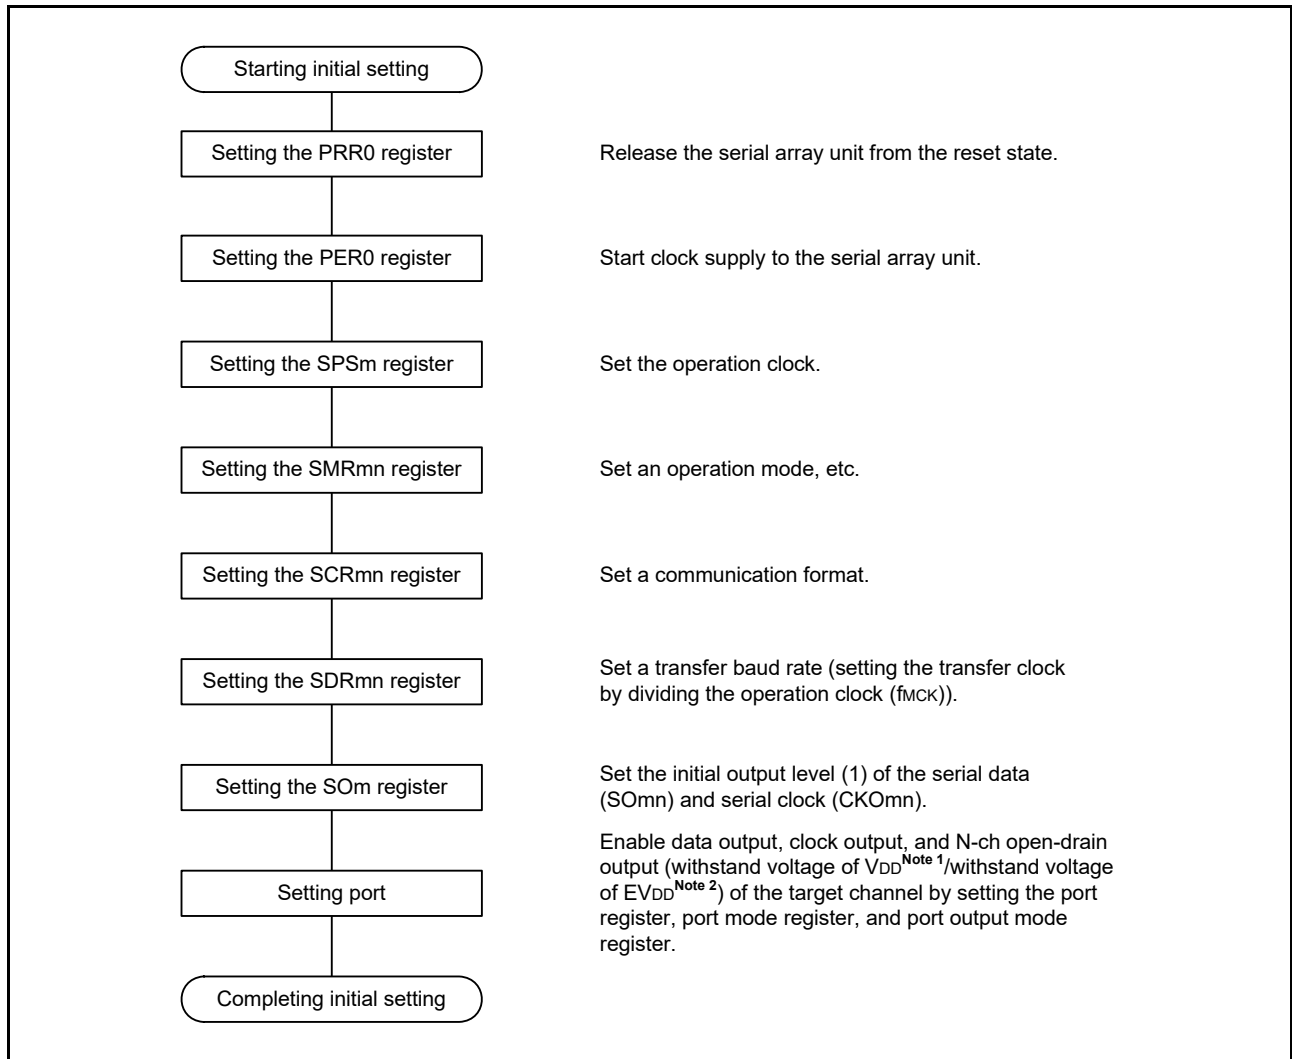 Starting initial setting
Setting the PRR0 register
Release the serial array unit from the reset state.
Setting the PER0 register
Start clock supply to the serial array unit.
Setting the SPSm register
Set the operation clock.
Setting the SMRmn register
Set an operation mode, etc.
Setting the SCRmn register
Set a communication format.
Setting the SDRmn register
Set a transfer baud rate (setting the transfer clock
by dividing the operation clock (fMCK)).
Setting the SOm register
Set the initial output level (1) of the serial data
(SOmn) and serial clock (CKOmn).
Setting port
Enable data output, clock output, and N-ch open-drain
output (withstand voltage of VDD Note 1/withstand voltage
of EVDD Note 2) of the target channel by setting the port
register, port mode register, and port output mode
register.
Completing initial setting